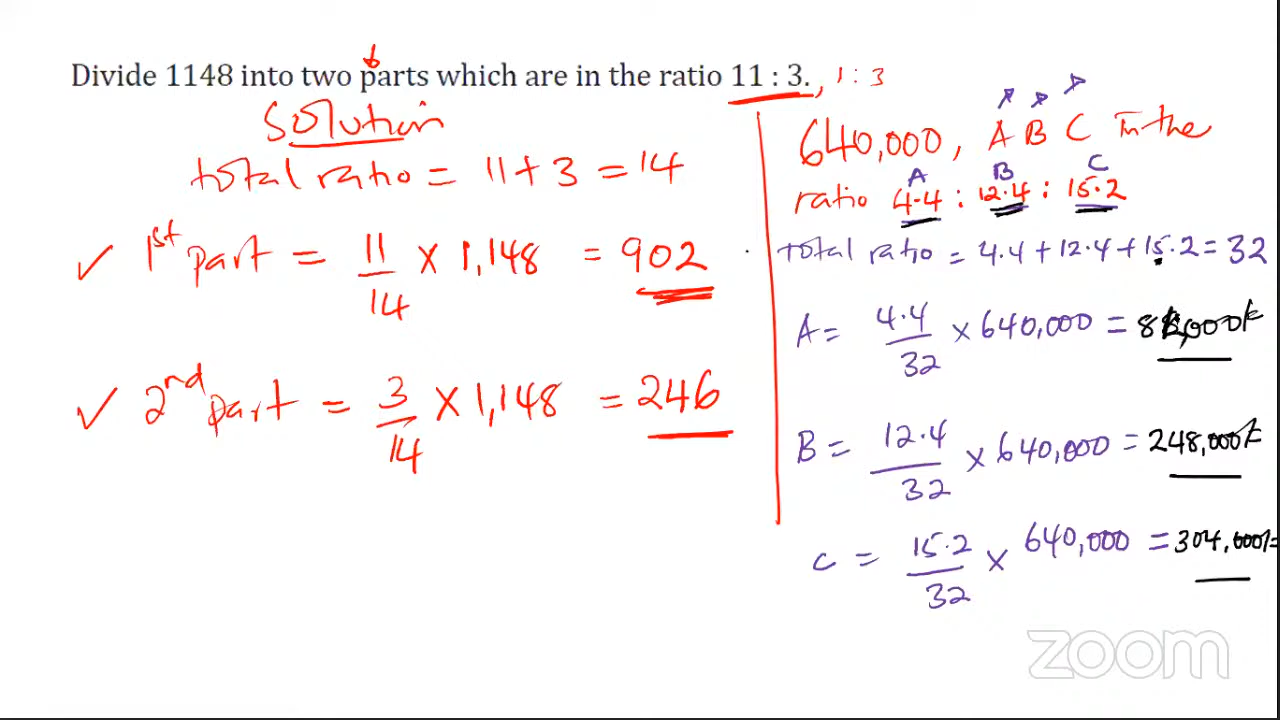 Divide 1148 into two parts which are in the ratio 11 : 3. , 1 : 3
Solution
total ratio = 11 + 3 = 14
✓ 1st part = 11/14 × 1,148 = 902
✓ 2nd part = 3/14 × 1,148 = 246
640,000, A B C in the
A B C
ratio 4.4 : 12.4 : 15.2
total ratio = 4.4 + 12.4 + 15.2 = 32
A = 4.4/32 × 640,000 =
B = 12.4/32 × 640,000 = 248,000/=
C = 15.2/32 × 640,000 = 304,000/=
zoom